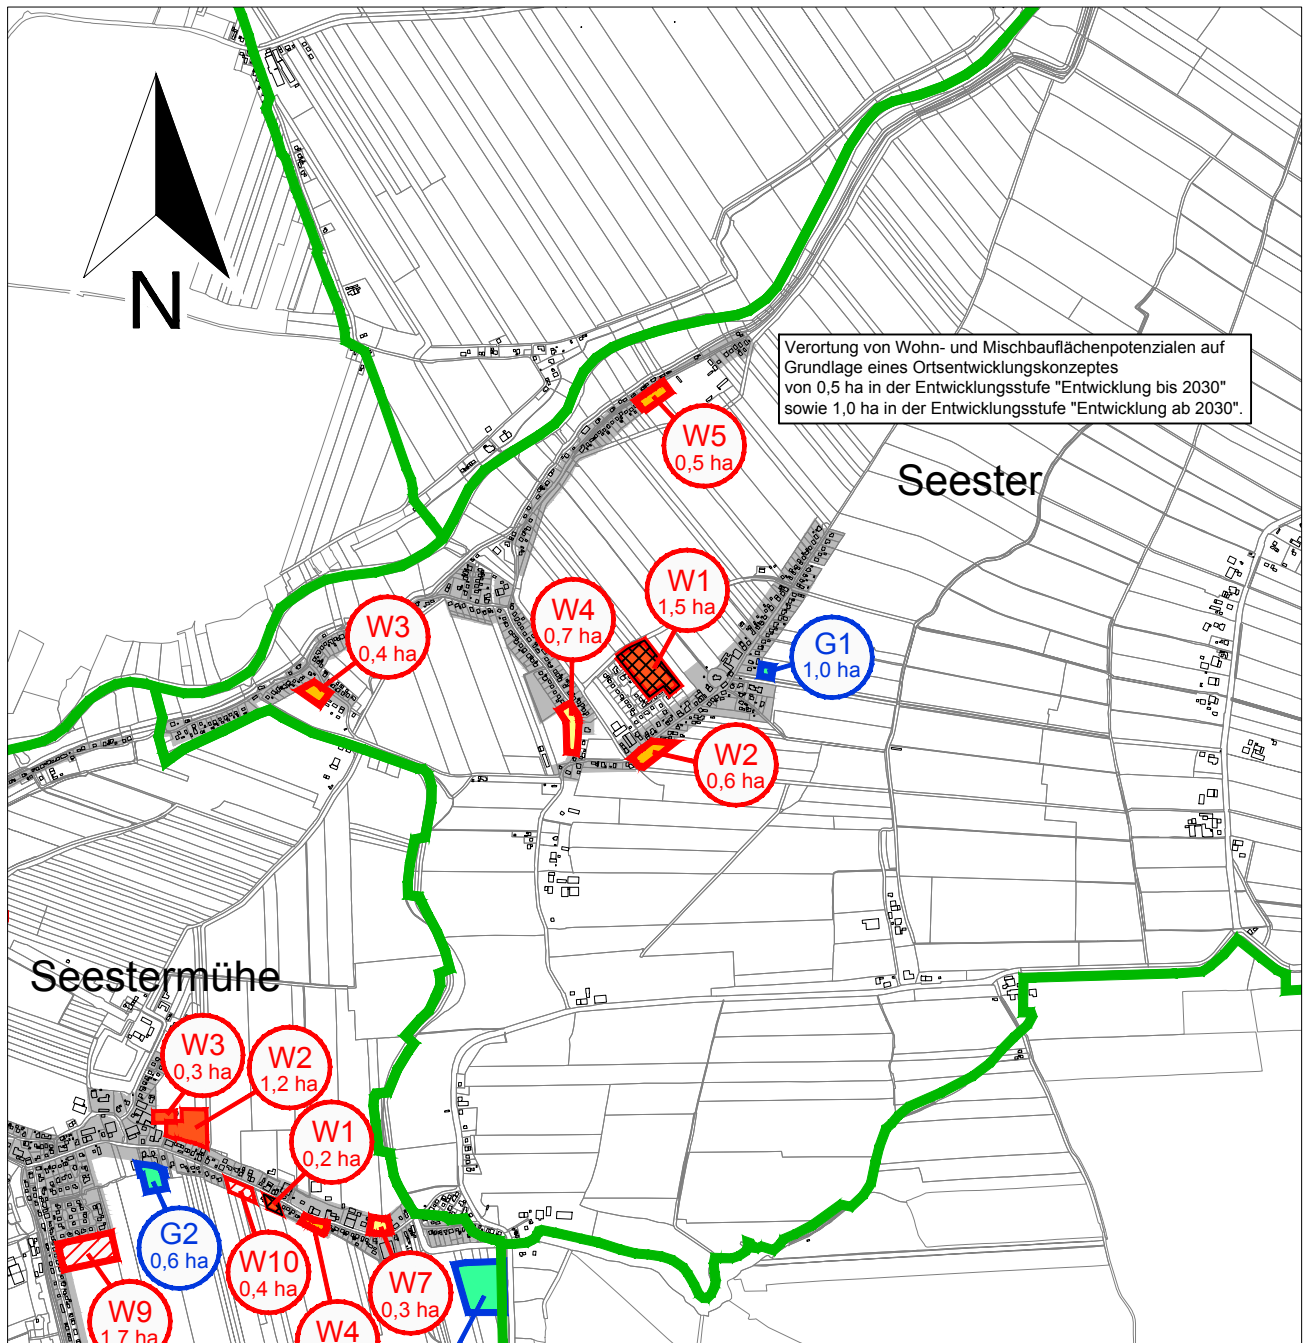 N
Verortung von Wohn- und Mischbauflächenpotenzialen auf
Grundlage eines Ortsentwicklungskonzeptes
von 0,5 ha in der Entwicklungsstufe "Entwicklung bis 2030"
sowie 1,0 ha in der Entwicklungsstufe "Entwicklung ab 2030".
W5
0,5 ha
Seester
W1
1,5 ha
W4
0,7 ha
W3
0,4 ha
G1
1,0 ha
W2
0,6 ha
Seestermühe
W3
0,3 ha
W2
1,2 ha
W1
0,2 ha
G2
0,6 ha
W10
0,4 ha
W7
0,3 ha
W9
1,7 ha
W4